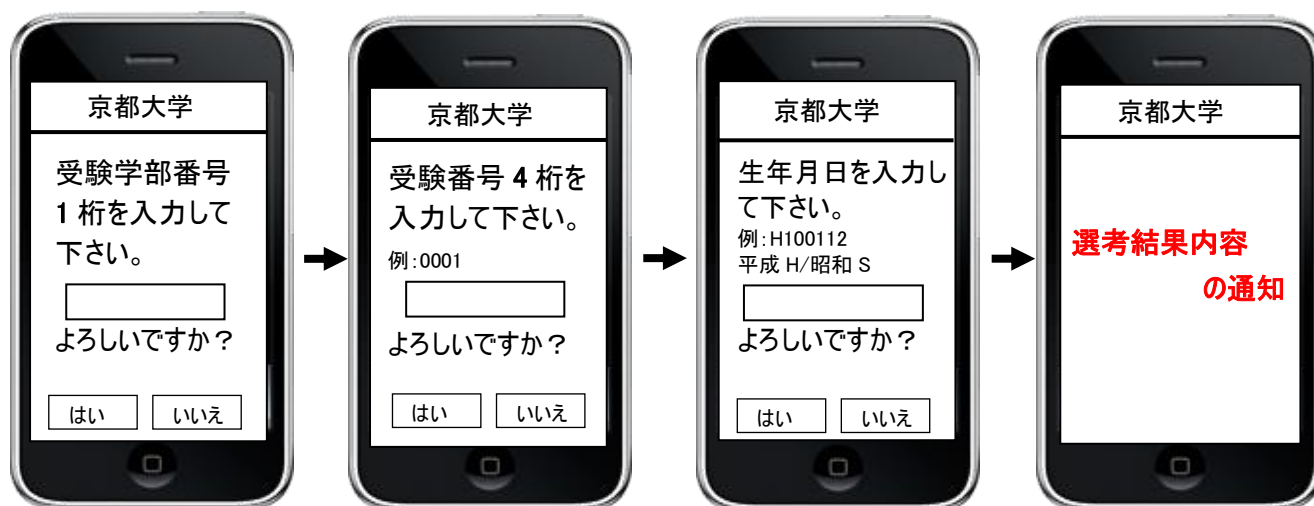 京都大学
受験学部番号
1 桁を入力して
下さい。
よろしいですか？
はい
いいえ
京都大学
受験番号 4 桁を
入力して下さい。
例:0001
よろしいですか？
はい
いいえ
京都大学
生年月日を入力し
て下さい。
例:H100112
平成 H/昭和 S
よろしいですか？
はい
いいえ
京都大学
選考結果内容
の通知